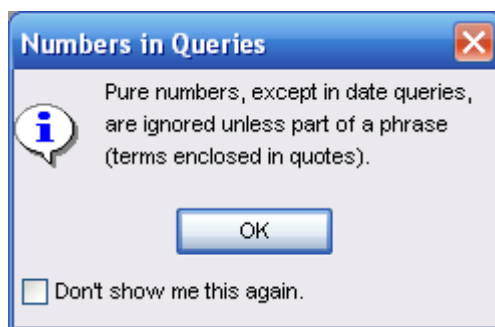 Numbers in Queries
Pure numbers, except in date queries,
are ignored unless part of a phrase
(terms enclosed in quotes).
OK
Don't show me this again.